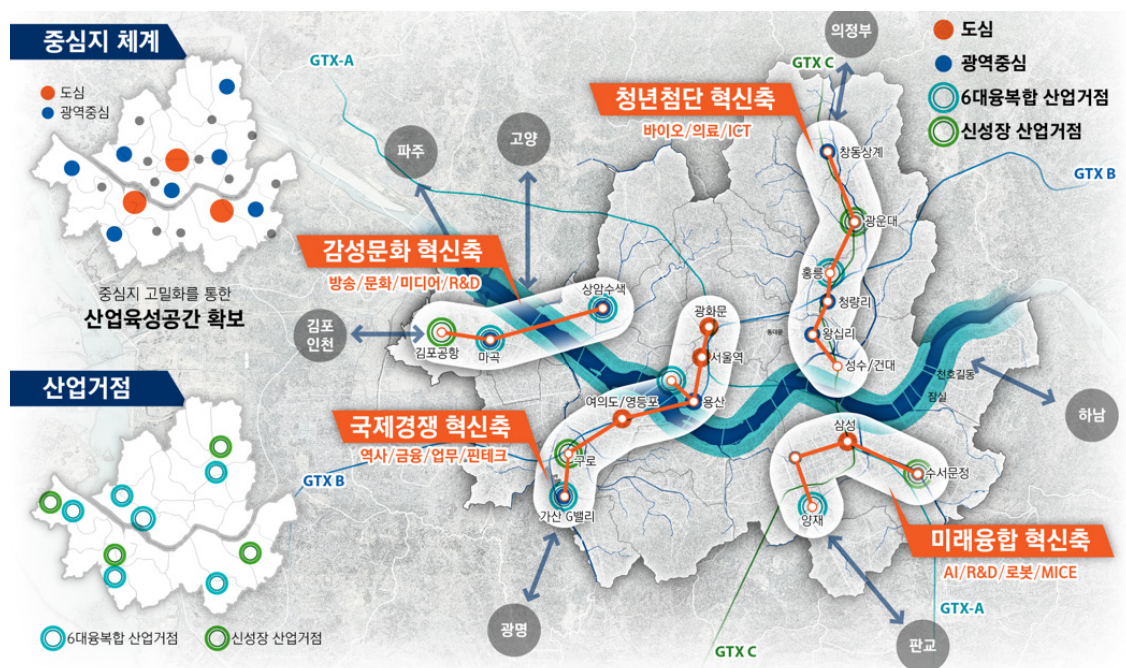 중심지 체계
도심
광역중심
중심지 고밀화를 통한
산업육성공간 확보
산업거점
6대융복합 산업거점
신성장 산업거점
GTX-A
파주
고양
의정부
GTX C
도심
광역중심
6대융복합 산업거점
신성장 산업거점
GTX B
청년첨단 혁신축
바이오/의료/ICT
창동상계
광운대
홍릉
청량리
왕십리
성수/건대
동대문
감성문화 혁신축
방송/문화/미디어/R&D
상암수색
김포공항
마곡
김포
인천
광화문
서울역
용산
여의도/영등포
국제경쟁 혁신축
역사/금융/업무/핀테크
구로
가산 G밸리
GTX B
광명
천호길동
잠실
하남
삼성
수서문정
양재
미래융합 혁신축
AI/R&D/로봇/MICE
GTX-A
판교
GTX C